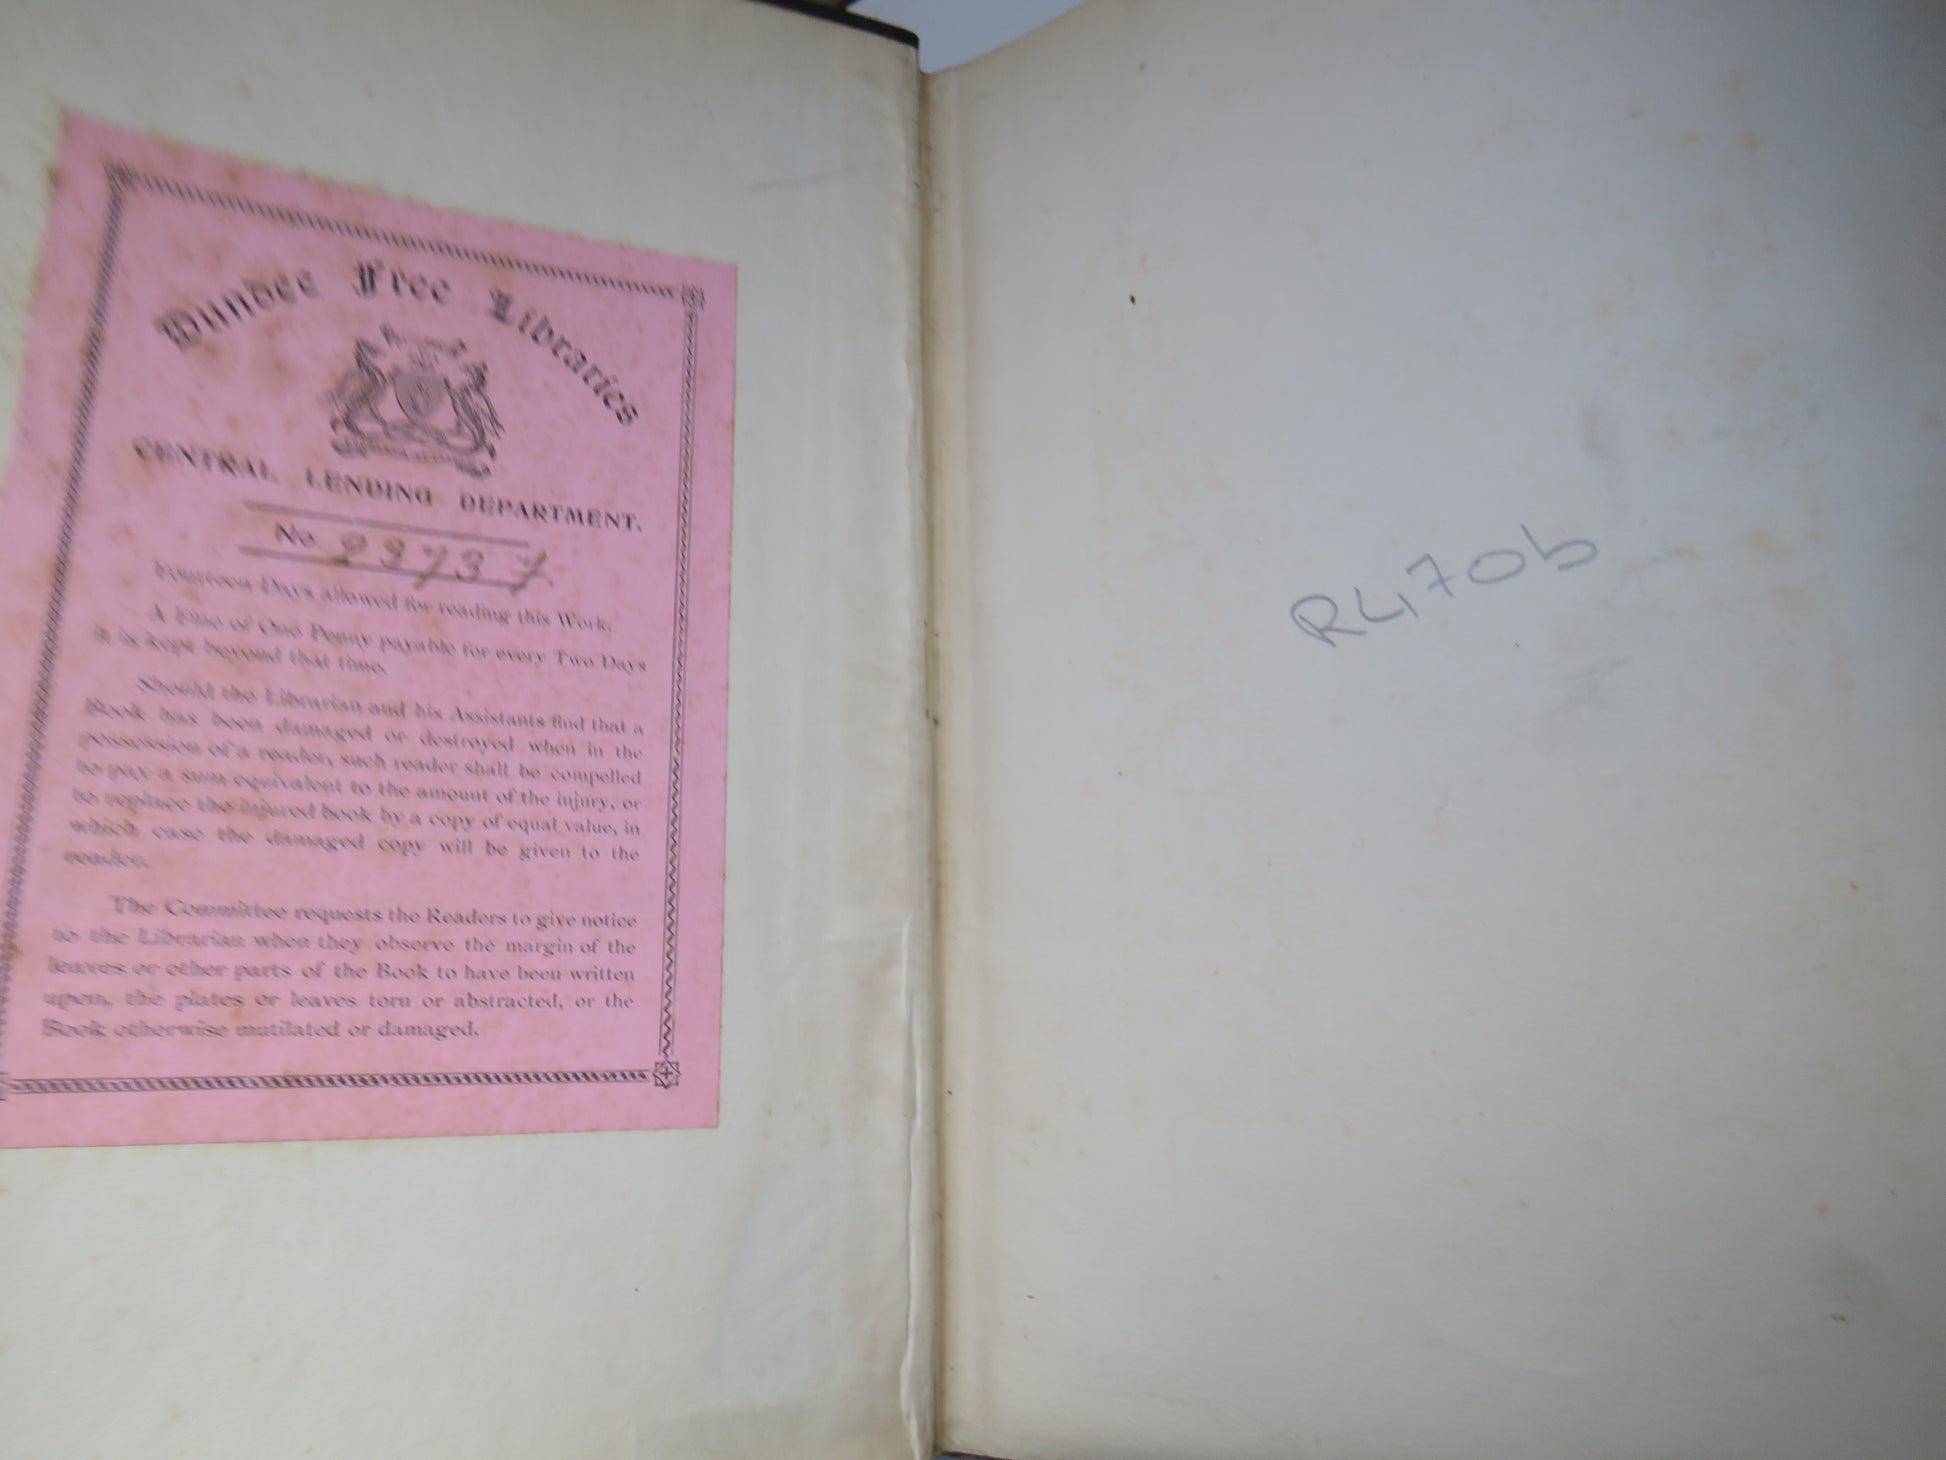 Dundee Free Libraries
CENTRAL LENDING DEPARTMENT.
No. 23737.
Fourteen Days allowed for reading this Work.
A Fine of One Penny payable for every Two Days
it is kept beyond that time.
Should the Librarian and his Assistants find that a
Book has been damaged or destroyed when in the
possession of a reader, such reader shall be compelled
to pay a sum equivalent to the amount of the injury, or
to replace the injured book by a copy of equal value, in
which case the damaged copy will be given to the
reader.
The Committee requests the Readers to give notice
to the Librarian when they observe the margin of the
leaves or other parts of the Book to have been written
upon, the plates or leaves torn or abstracted, or the
Book otherwise mutilated or damaged.
RL170b